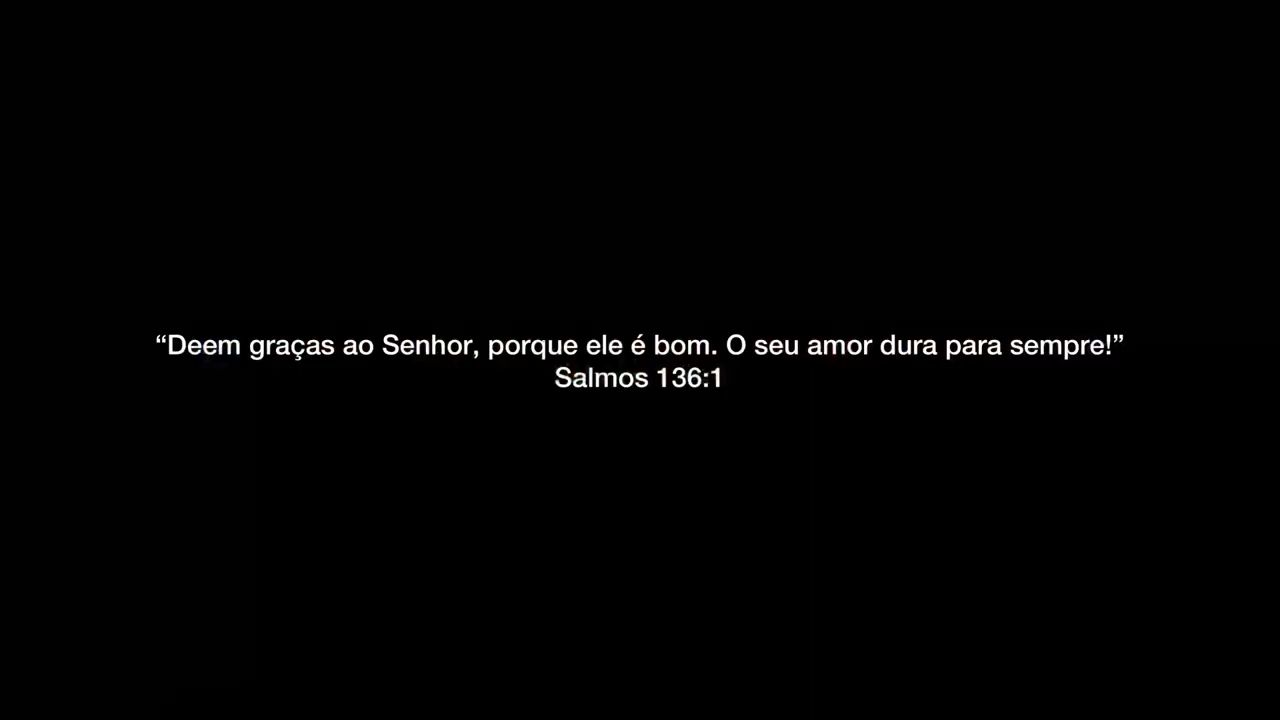 “Deem graças ao Senhor, porque ele é bom. O seu amor dura para sempre!”
Salmos 136:1